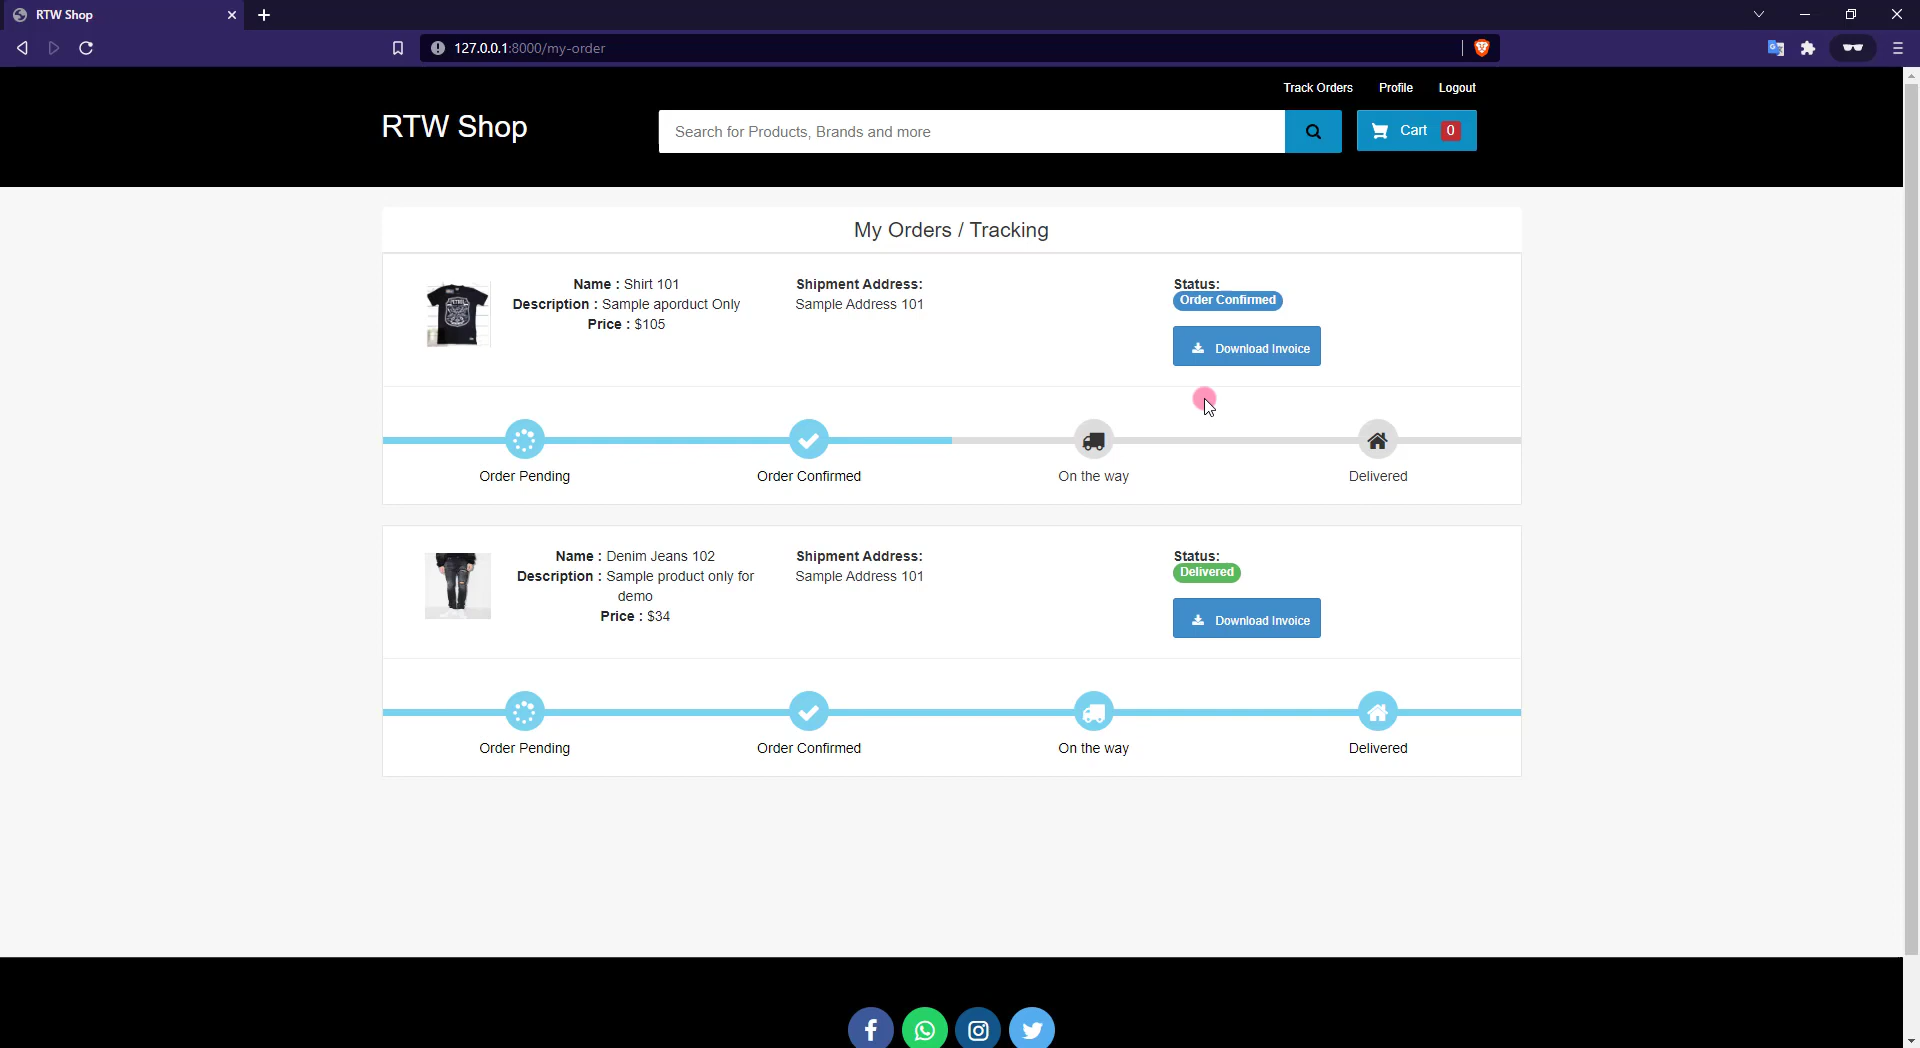 RTW Shop
127.0.0.1:8000/my-order
Track Orders Profile Logout
RTW Shop
Search for Products, Brands and more
Cart 0
My Orders / Tracking
Name : Shirt 101
Description : Sample aporduct Only
Price : $105
Shipment Address:
Sample Address 101
Status:
Order Confirmed
Download Invoice
Order Pending
Order Confirmed
On the way
Delivered
Name : Denim Jeans 102
Description : Sample product only for
demo
Price : $34
Shipment Address:
Sample Address 101
Status:
Delivered
Download Invoice
Order Pending
Order Confirmed
On the way
Delivered